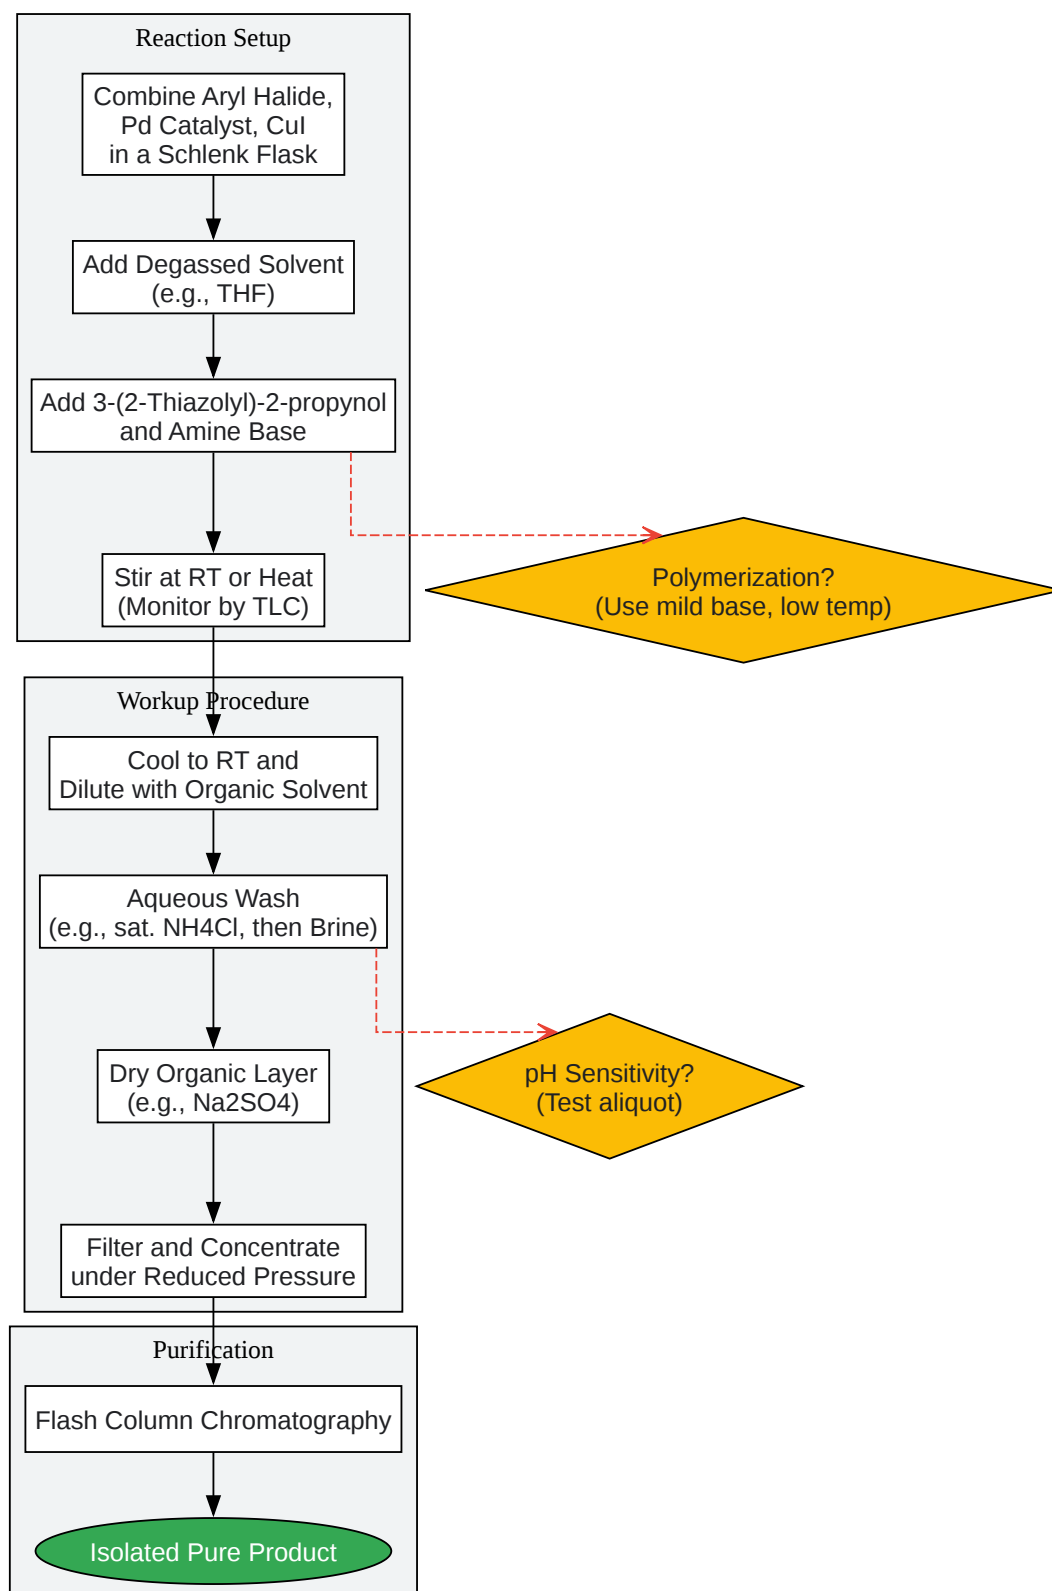 Reaction Setup
Combine Aryl Halide,
Pd Catalyst, CuI
in a Schlenk Flask
Add Degassed Solvent
(e.g., THF)
Add 3-(2-Thiazolyl)-2-propynol
and Amine Base
Stir at RT or Heat
(Monitor by TLC)
Polymerization?
(Use mild base, low temp)
Workup Procedure
Cool to RT and
Dilute with Organic Solvent
Aqueous Wash
(e.g., sat. NH4Cl, then Brine)
Dry Organic Layer
(e.g., Na2SO4)
pH Sensitivity?
(Test aliquot)
Filter and Concentrate
under Reduced Pressure
Purification
Flash Column Chromatography
Isolated Pure Product